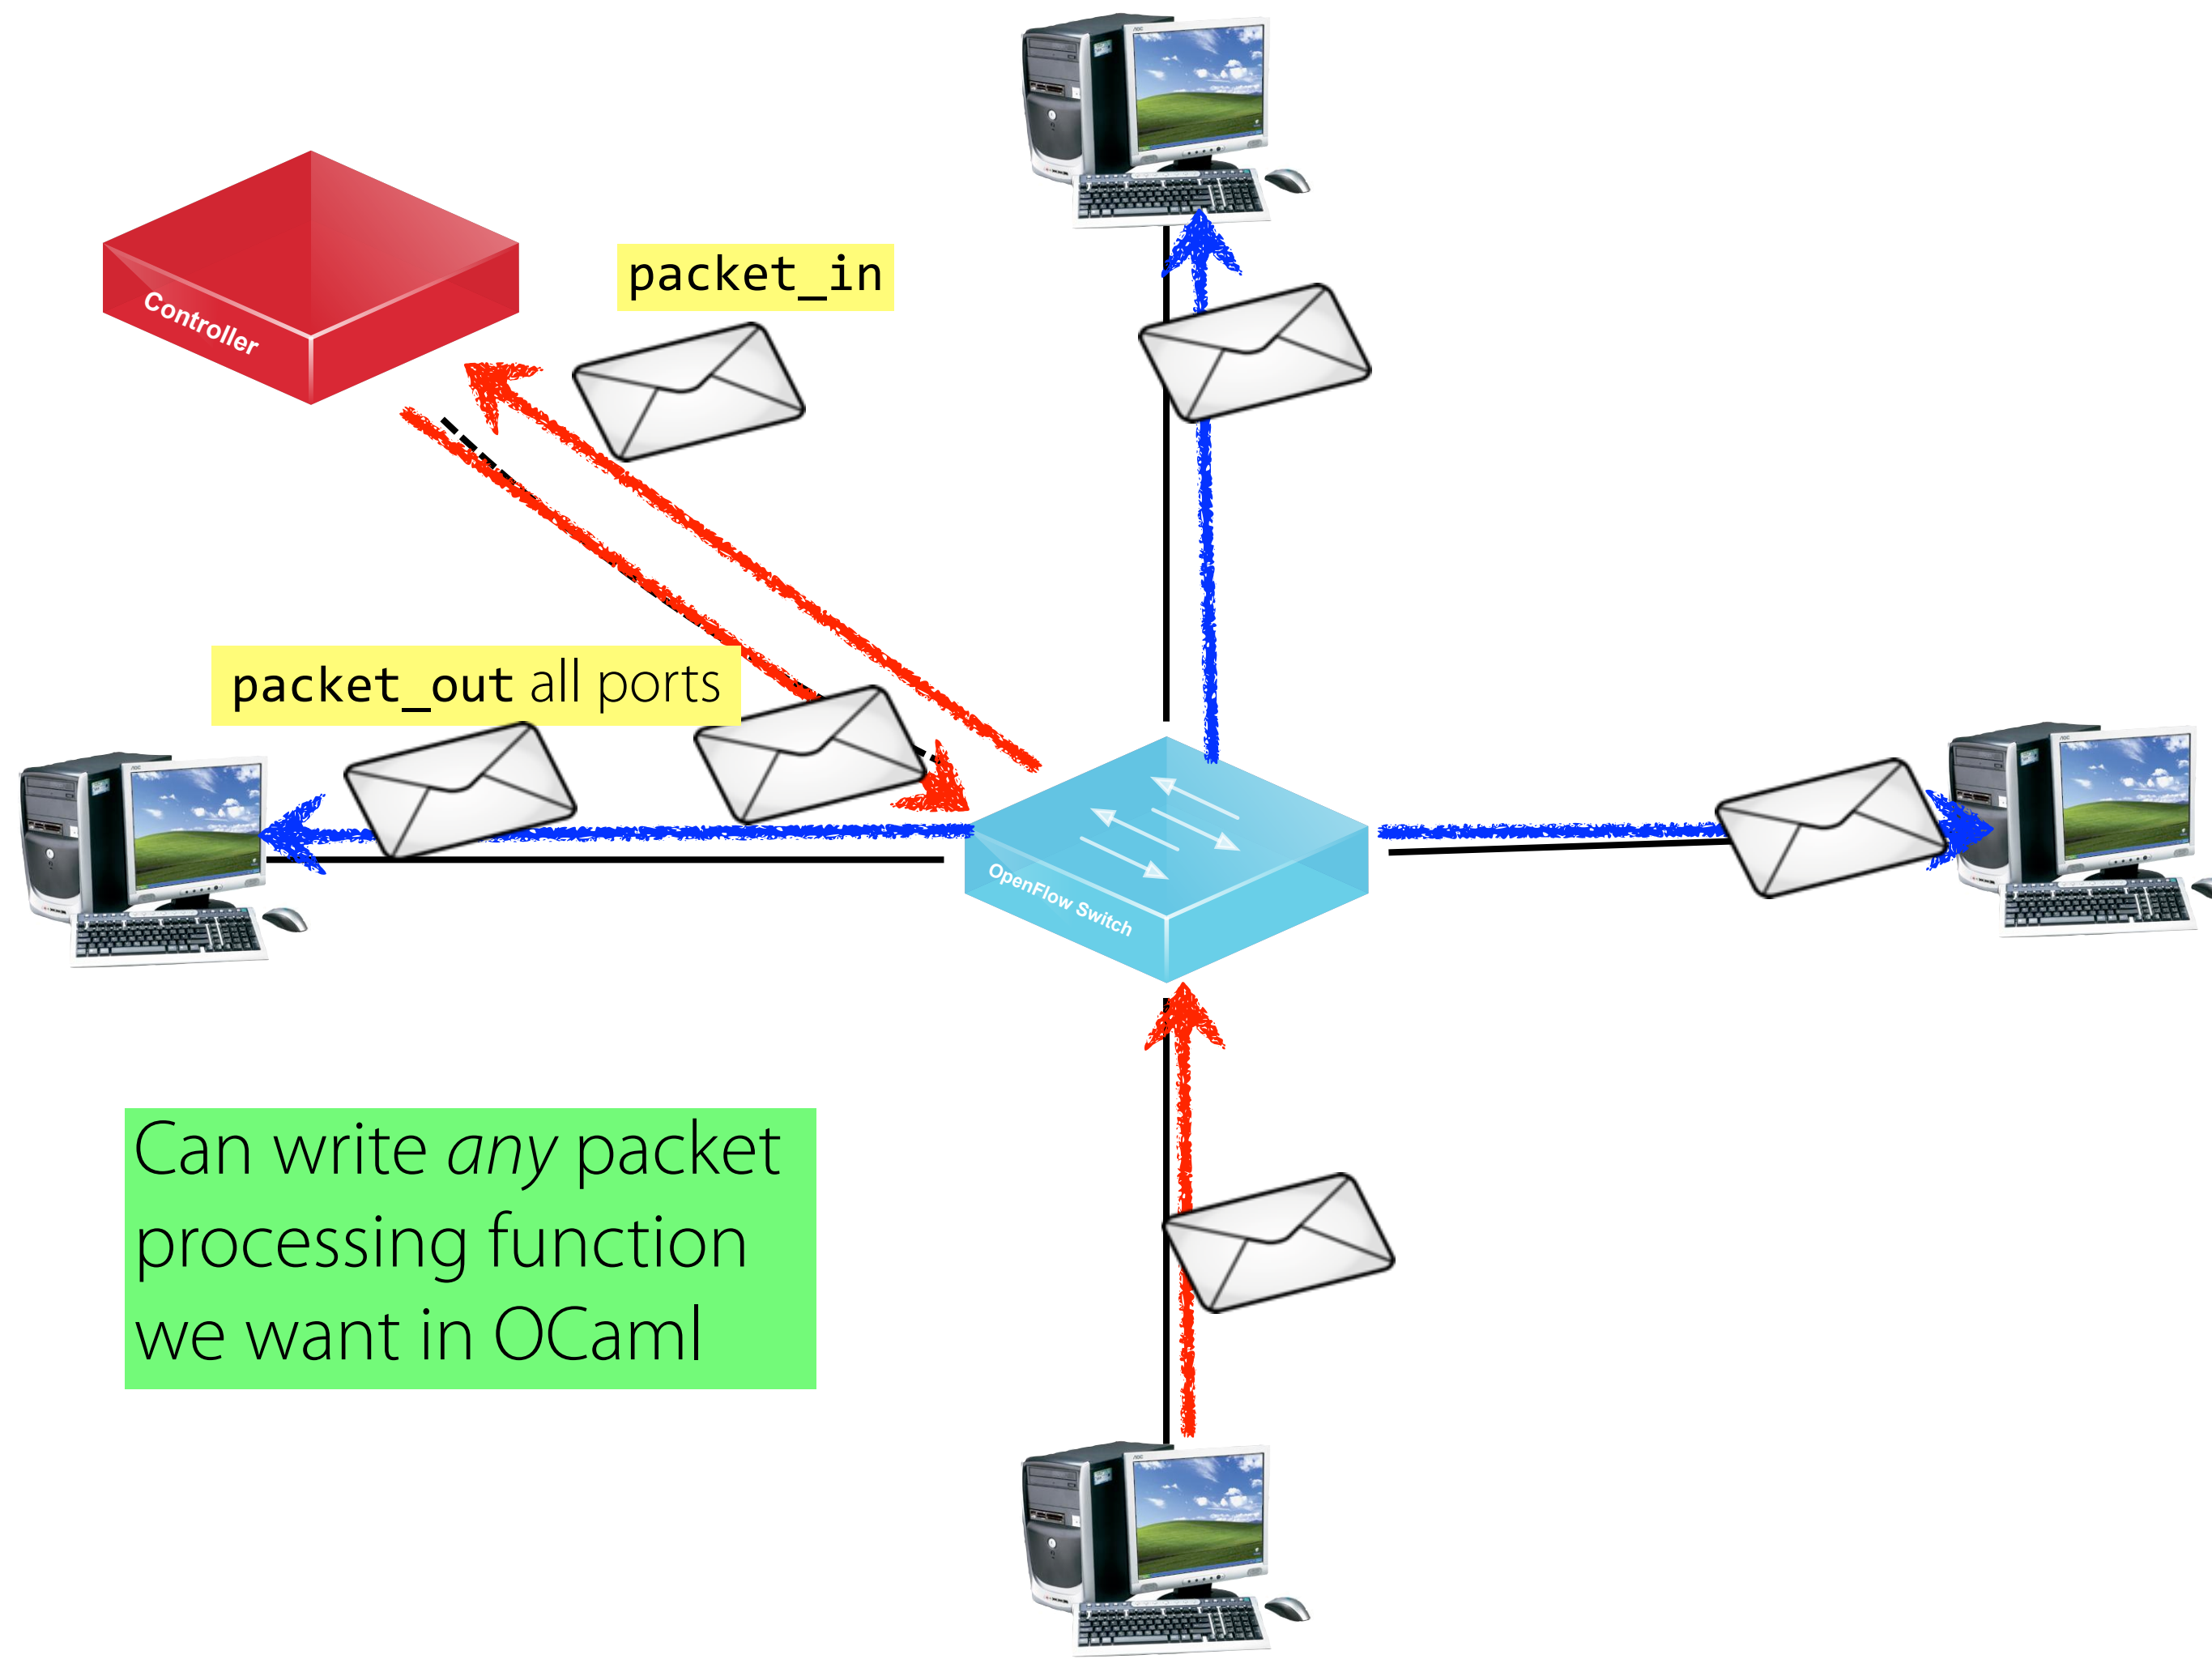 packet_in
Controller
packet_out all ports
OpenFlow Switch
Can write any packet
processing function
we want in OCaml